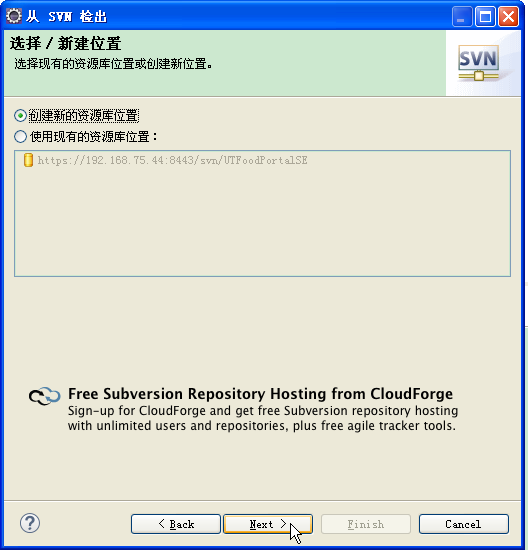 从 SVN 检出
选择 / 新建位置
选择现有的资源库位置或创建新位置。
SVN
创建新的资源库位置
使用现有的资源库位置：
https://192.168.75.44:8443/svn/UTFoodPortalSE
Free Subversion Repository Hosting from CloudForge
Sign-up for CloudForge and get free Subversion repository hosting
with unlimited users and repositories, plus free agile tracker tools.
?
< Back
Next >
Finish
Cancel